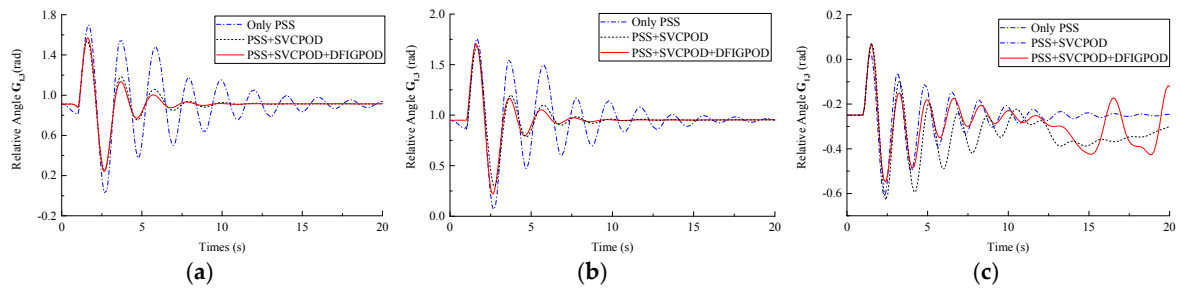 Relative Angle G1,3 (rad)
1.8
1.2
0.6
0.0
-1.2
Only PSS
PSS+SVCPOD
PSS+SVCPOD+DFIGPOD
0 5 10 15 20
Times (s)
(a)
Relative Angle G1,3 (rad)
2.0
1.5
1.0
0.5
0.0
Only PSS
PSS+SVCPOD
PSS+SVCPOD+DFIGPOD
0 5 10 15 20
Time (s)
(b)
Relative Angle G1,3 (rad)
0.2
0.0
-0.2
-0.4
-0.6
Only PSS
PSS+SVCPOD
PSS+SVCPOD+DFIGPOD
0 5 10 15 20
Time (s)
(c)